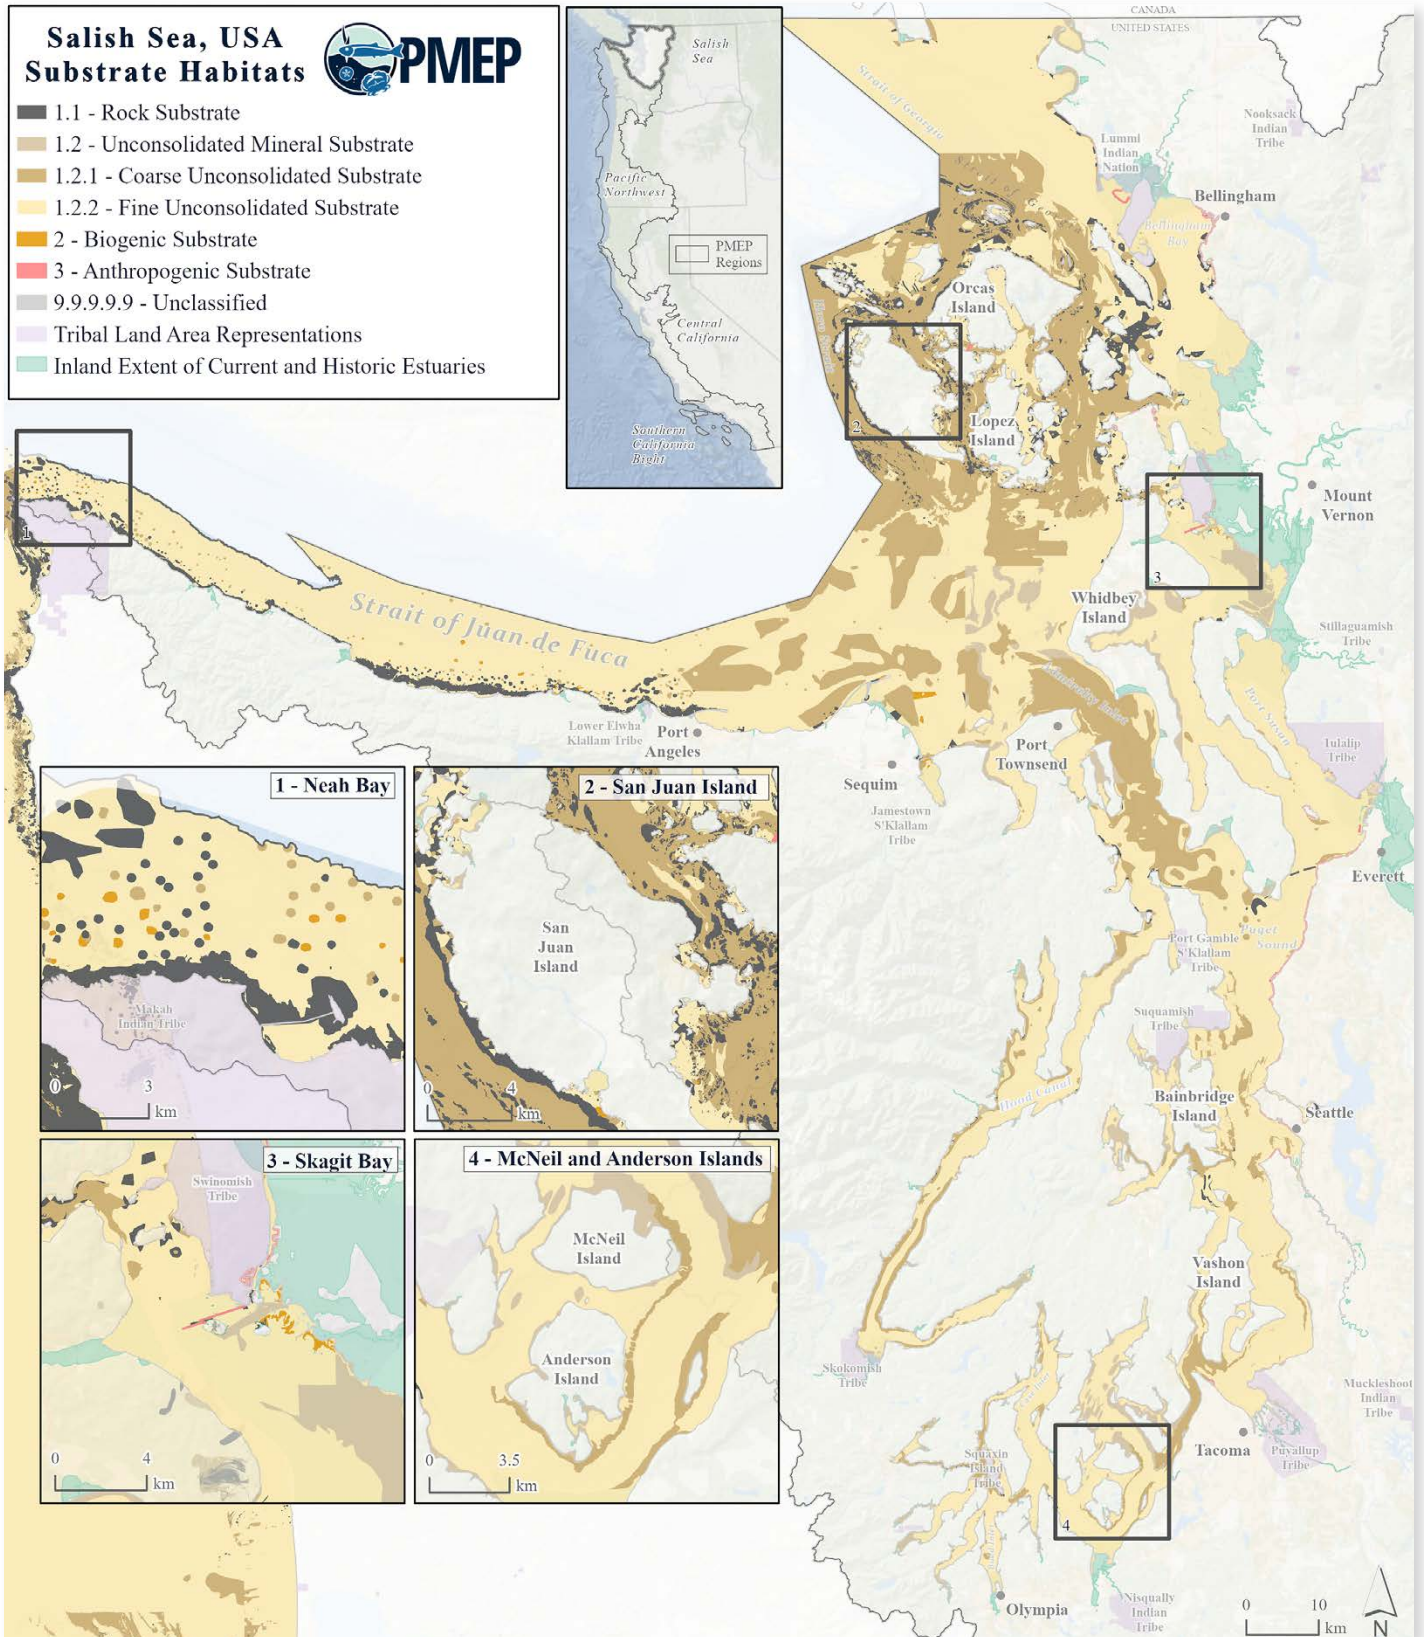 Salish Sea, USA
Substrate Habitats
PMEP
1.1 - Rock Substrate
1.2 - Unconsolidated Mineral Substrate
1.2.1 - Coarse Unconsolidated Substrate
1.2.2 - Fine Unconsolidated Substrate
2 - Biogenic Substrate
3 - Anthropogenic Substrate
9.9.9.9.9 - Unclassified
Tribal Land Area Representations
Inland Extent of Current and Historic Estuaries
Salish
Sea
Pacific
Northwest
PMEP
Regions
Central
California
Southern
California
Bight
CANADA
UNITED STATES
Strait of Georgia
Nooksack
Indian
Tribe
Lummi
Indian
Nation
Bellingham
Bellingham
Bay
Orcas
Island
Lopez
Island
2
Mount
Vernon
1
3
Whidbey
Island
Strait of Juan de Fuca
Stillaguamish
Tribe
Admiralty Inlet
Port Susan
Lower Elwha
Klallam Tribe
Port
Angeles
Port
Townsend
Tulalip
Tribe
Sequim
Jamestown
S'Klallam
Tribe
Everett
1 - Neah Bay
Makah
Indian Tribe
0
3
km
2 - San Juan Island
San
Juan
Island
0
4
km
Puget
Sound
Port Gamble
S'Klallam
Tribe
Suquamish
Tribe
Hood Canal
Bainbridge
Island
Seattle
3 - Skagit Bay
Swinomish
Tribe
0
4
km
4 - McNeil and Anderson Islands
McNeil
Island
Anderson
Island
0
3.5
km
Vashon
Island
Skokomish
Tribe
Muckleshoot
Indian
Tribe
Tacoma
Puyallup
Tribe
Squaxin
Island
Tribe
4
Olympia
Nisqually
Indian
Tribe
0
10
km
N